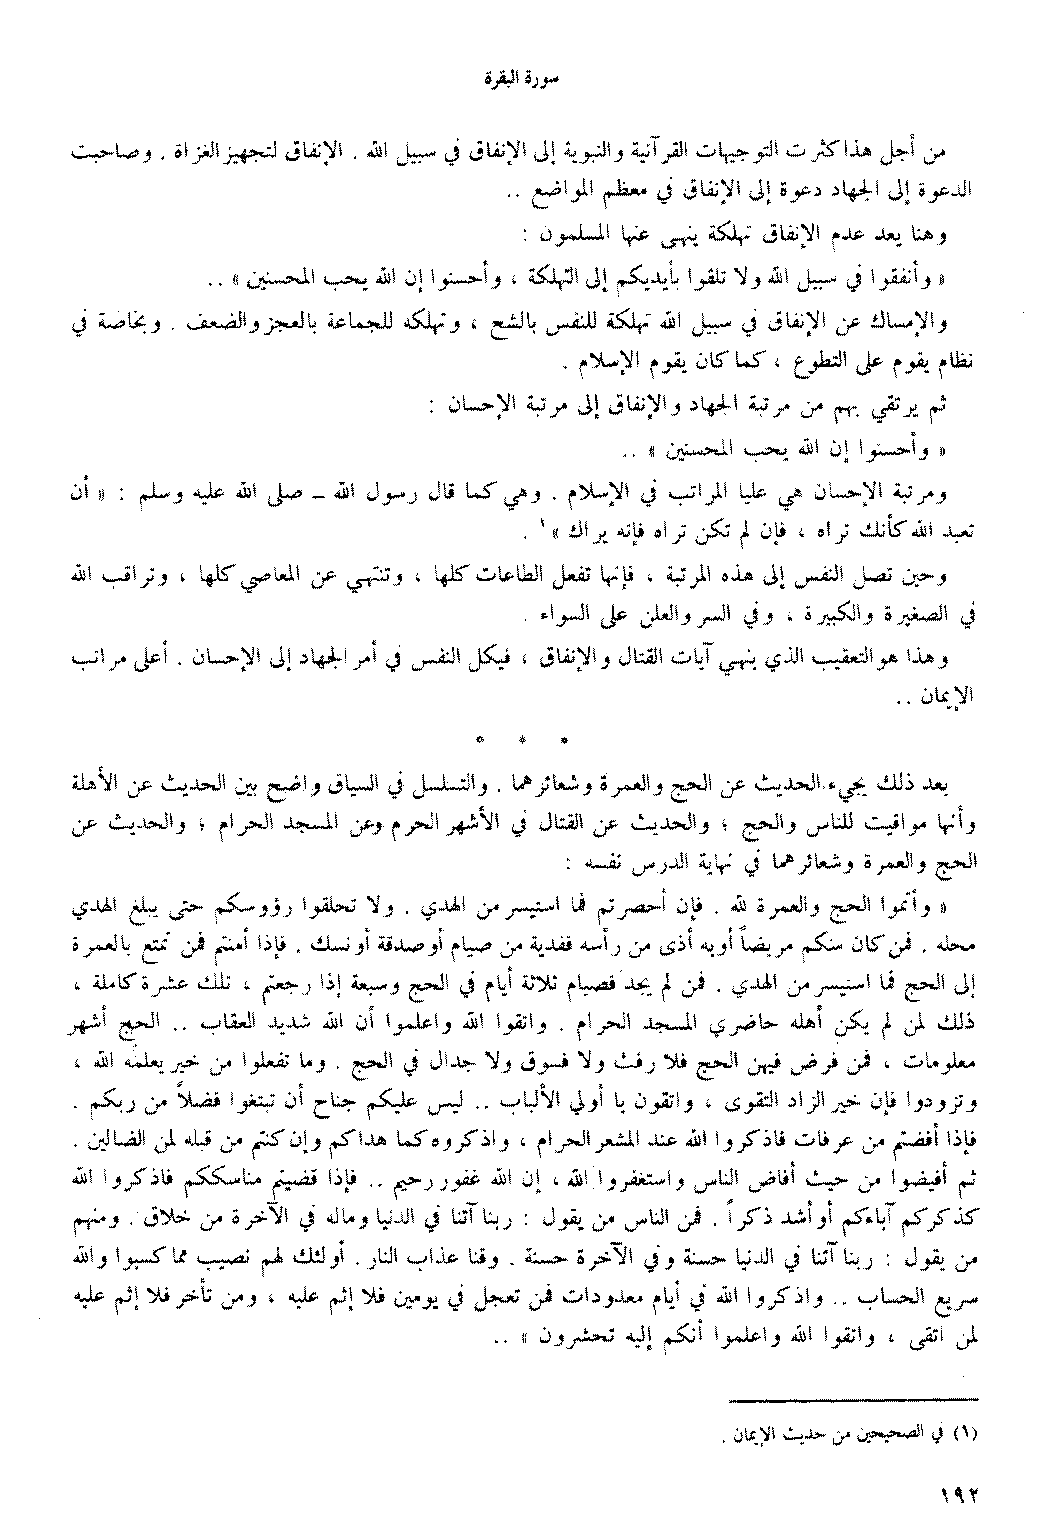 سورة البقرة
من أجل هذا كثرت التوجيهات القرآنية والنبوية إلى الإنفاق في سبيل الله . الإنفاق لتجهيز الغزاة . وصاحبت
الدعوة إلى الجهاد دعوة إلى الإنفاق في معظم المواضع ..
وهنا يعد عدم الإنفاق تهلكة ينهى عنها المسلمون :
« وأنفقوا في سبيل الله ولا تلقوا بأيديكم إلى التهلكة ، وأحسنوا إن الله يحب المحسنين » ..
والإمساك عن الإنفاق في سبيل الله تهلكة للنفس بالشح ، وتهلكه للجماعة بالعجز والضعف . وبخاصة في
نظام يقوم على التطوع ، كما كان يقوم الإسلام .
ثم يرتقي بهم من مرتبة الجهاد والإنفاق إلى مرتبة الإحسان :
« وأحسنوا إن الله يحب المحسنين » ..
ومرتبة الإحسان هي عليا المراتب في الإسلام . وهي كما قال رسول الله – صلى الله عليه وسلم : « أن
تعبد الله كأنك تراه ، فإن لم تكن تراه فإنه يراك »١ .
وحين تصل النفس إلى هذه المرتبة ، فإنها تفعل الطاعات كلها ، وتنتهي عن المعاصي كلها ، وتراقب الله
في الصغيرة والكبيرة ، وفي السر والعلن على السواء .
وهذا هو التعقيب الذي ينهي آيات القتال والإنفاق ، فيكل النفس في أمر الجهاد إلى الإحسان . أعلى مراتب
الإيمان ..
* * *
بعد ذلك يجيء الحديث عن الحج والعمرة وشعائرهما . والتسلسل في السياق واضح بين الحديث عن الأهلة
وأنها مواقيت للناس والحج ؛ والحديث عن القتال في الأشهر الحرم وعن المسجد الحرام ؛ والحديث عن
الحج والعمرة وشعائرهما في نهاية الدرس نفسه :
« وأتموا الحج والعمرة لله . فإن أحصرتم فما استيسر من الهدي . ولا تحلقوا رؤوسكم حتى يبلغ الهدي
محله . فمن كان منكم مريضاً أو به أذى من رأسه ففدية من صيام أو صدقة أو نسك . فإذا أمنتم فمن تمتع بالعمرة
إلى الحج فما استيسر من الهدي . فمن لم يجد فصيام ثلاثة أيام في الحج وسبعة إذا رجعتم ، تلك عشرة كاملة ،
ذلك لمن لم يكن أهله حاضري المسجد الحرام . واتقوا الله واعلموا أن الله شديد العقاب .. الحج أشهر
معلومات ، فمن فرض فيهن الحج فلا رفث ولا فسوق ولا جدال في الحج . وما تفعلوا من خير يعلمه الله ،
وتزودوا فإن خير الزاد التقوى ، واتقون يا أولي الألباب .. ليس عليكم جناح أن تبتغوا فضلاً من ربكم .
فإذا أفضتم من عرفات فاذكروا الله عند المشعر الحرام ، واذكروه كما هداكم وإن كنتم من قبله لمن الضالين .
ثم أفيضوا من حيث أفاض الناس واستغفروا الله ، إن الله غفور رحيم .. فإذا قضيتم مناسككم فاذكروا الله
كذكركم آباءكم أو أشد ذكراً . فمن الناس من يقول : ربنا آتنا في الدنيا وماله في الآخرة من خلاق . ومنهم
من يقول : ربنا آتنا في الدنيا حسنة وفي الآخرة حسنة . وقنا عذاب النار . أولئك لهم نصيب مما كسبوا والله
سريع الحساب .. واذكروا الله في أيام معدودات فمن تعجل في يومين فلا إثم عليه ، ومن تأخر فلا إثم عليه
لمن اتقى ، واتقوا الله واعلموا أنكم إليه تحشرون » ..
(١) في الصحيحين من حديث الإيمان .
١٩٢